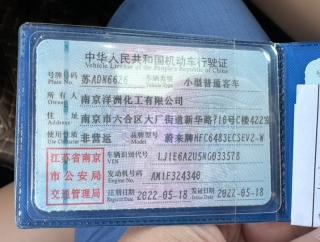 中华人民共和国机动车行驶证
Vehicle License of the People's Republic of China
号牌号码 苏ADN6626 车辆类型 小型普通客车
Plate No. Vehicle Type
所有人 南京洋洲化工有限公司
Owner
住址 南京市六合区大厂街道新华路710号C楼422室
Address
使用性质 非营运 品牌型号 蔚来牌HFC6483ECSEV2-W
Use Character Model
江苏省南京市公安局交通管理局
车辆识别代号 LJ1E6A2U5NG033578
VIN
发动机号码 AM1F324340
Engine No.
注册日期 2022-05-18 发证日期 2022-05-18
Register Date Issue Date